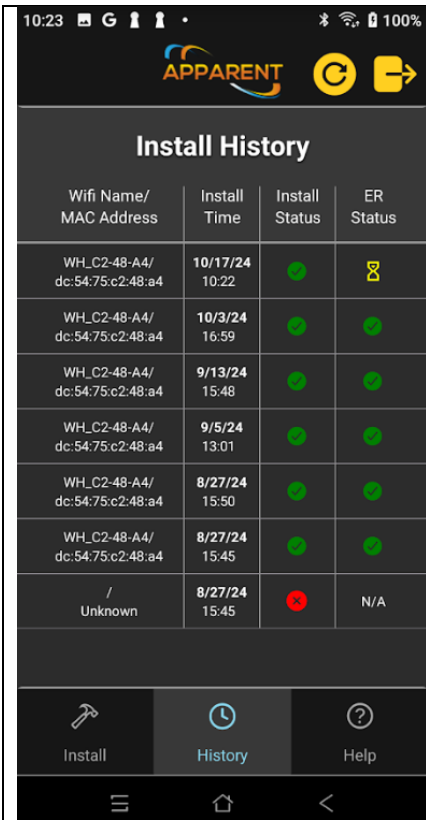 10:23 G 100%
APPARENT
Install History
Wifi Name/ Install Install ER
MAC Address Time Status Status
WH_C2-48-A4/ 10/17/24
dc:54:75:c2:48:a4 10:22
WH_C2-48-A4/ 10/3/24
dc:54:75:c2:48:a4 16:59
WH_C2-48-A4/ 9/13/24
dc:54:75:c2:48:a4 15:48
WH_C2-48-A4/ 9/5/24
dc:54:75:c2:48:a4 13:01
WH_C2-48-A4/ 8/27/24
dc:54:75:c2:48:a4 15:50
WH_C2-48-A4/ 8/27/24
dc:54:75:c2:48:a4 15:45
/ 8/27/24 N/A
Unknown 15:45
Install History Help